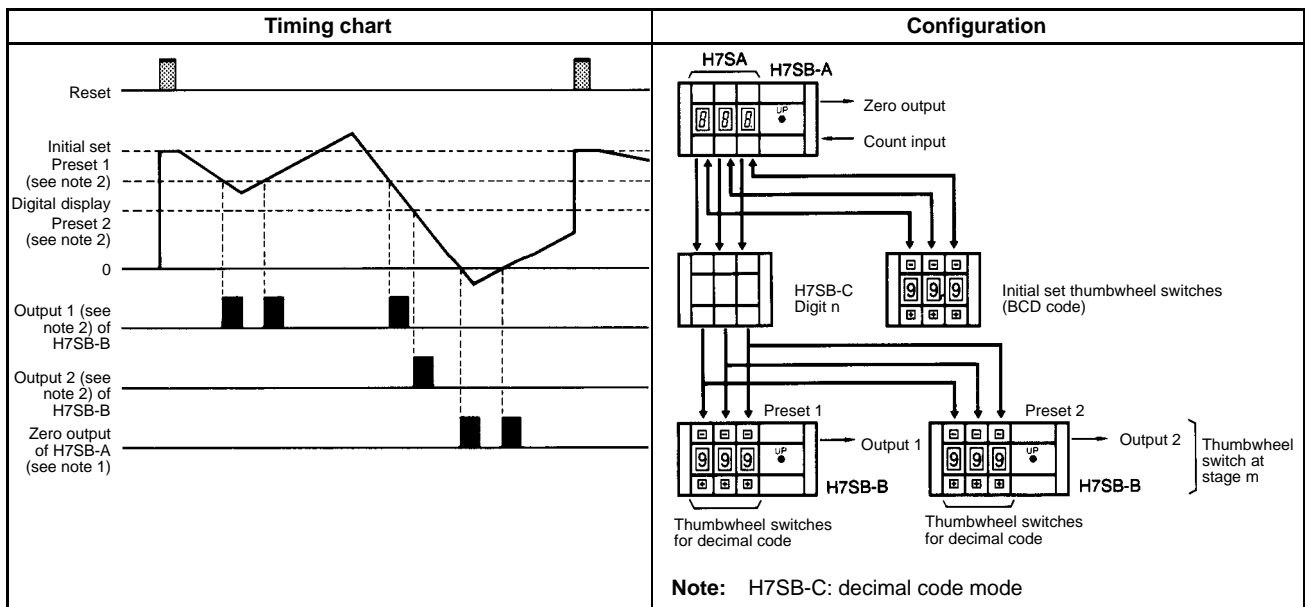 Timing chart
Configuration
Reset
Initial set
Preset 1
(see note 2)
Digital display
Preset 2
(see note 2)
0
Output 1 (see
note 2) of
H7SB-B
Output 2 (see
note 2) of
H7SB-B
Zero output
of H7SB-A
(see note 1)
H7SA
H7SB-A
8 8 8.
UP
Zero output
Count input
H7SB-C
Digit n
9 9, 9
Initial set thumbwheel switches
(BCD code)
Preset 1
Preset 2
9 9 9
UP
Output 1
H7SB-B
9 9 9
UP
Output 2
H7SB-B
Thumbwheel
switch at
stage m
Thumbwheel switches
for decimal code
Thumbwheel switches
for decimal code
Note: H7SB-C: decimal code mode